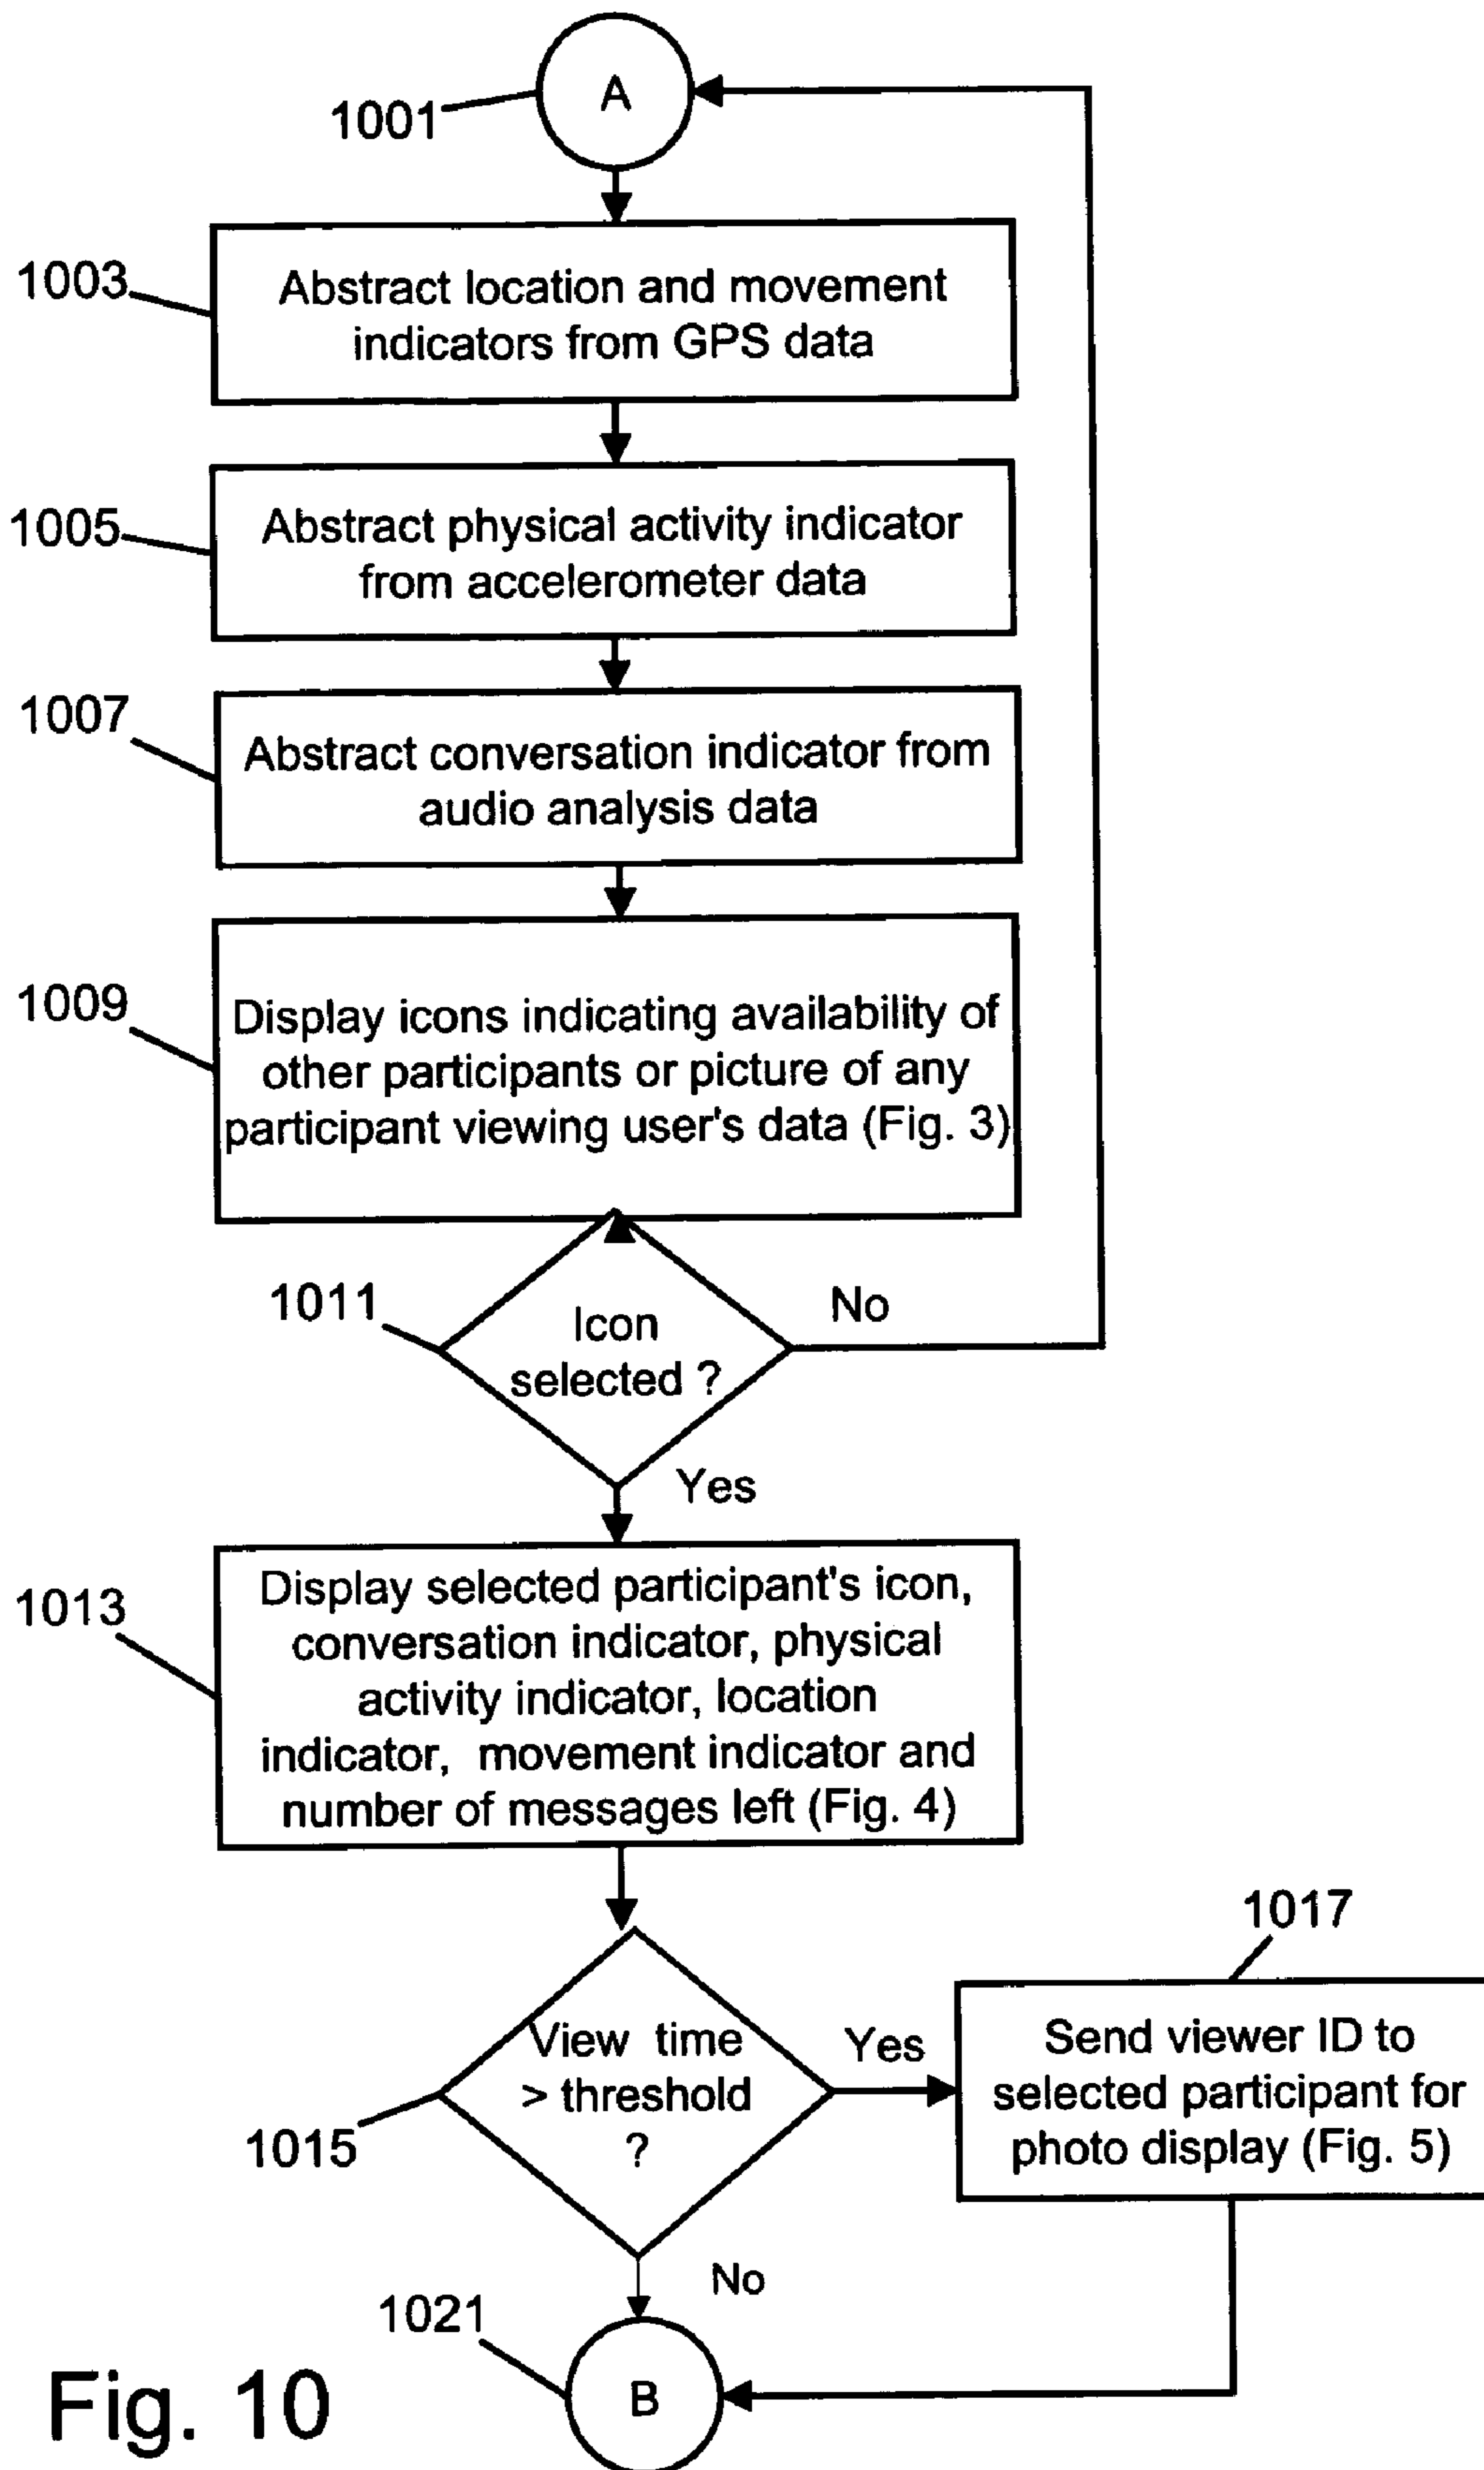 A
1001
1003
Abstract location and movement
indicators from GPS data
1005
Abstract physical activity indicator
from accelerometer data
1007
Abstract conversation indicator from
audio analysis data
1009
Display icons indicating availability of
other participants or picture of any
participant viewing user's data (Fig. 3)
1011
Icon
selected ?
No
Yes
1013
Display selected participant's icon,
conversation indicator, physical
activity indicator, location
indicator, movement indicator and
number of messages left (Fig. 4)
1015
View time
> threshold
?
Yes
1017
Send viewer ID to
selected participant for
photo display (Fig. 5)
No
1021
B
Fig. 10